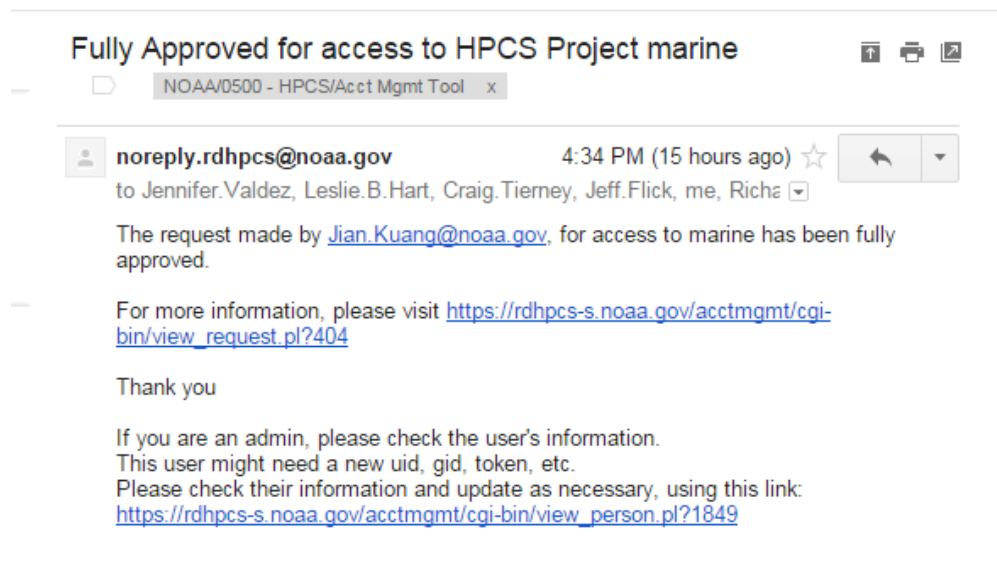 Fully Approved for access to HPCS Project marine
NOAA/0500 - HPCS/Acct Mgmt Tool x
noreply.rdhpcs@noaa.gov 4:34 PM (15 hours ago)
to Jennifer.Valdez, Leslie.B.Hart, Craig.Tierney, Jeff.Flick, me, Richa
The request made by Jian.Kuang@noaa.gov, for access to marine has been fully
approved.
For more information, please visit https://rdhpcs-s.noaa.gov/acctmgmt/cgi-
bin/view_request.pl?404
Thank you
If you are an admin, please check the user's information.
This user might need a new uid, gid, token, etc.
Please check their information and update as necessary, using this link:
https://rdhpcs-s.noaa.gov/acctmgmt/cgi-bin/view_person.pl?1849